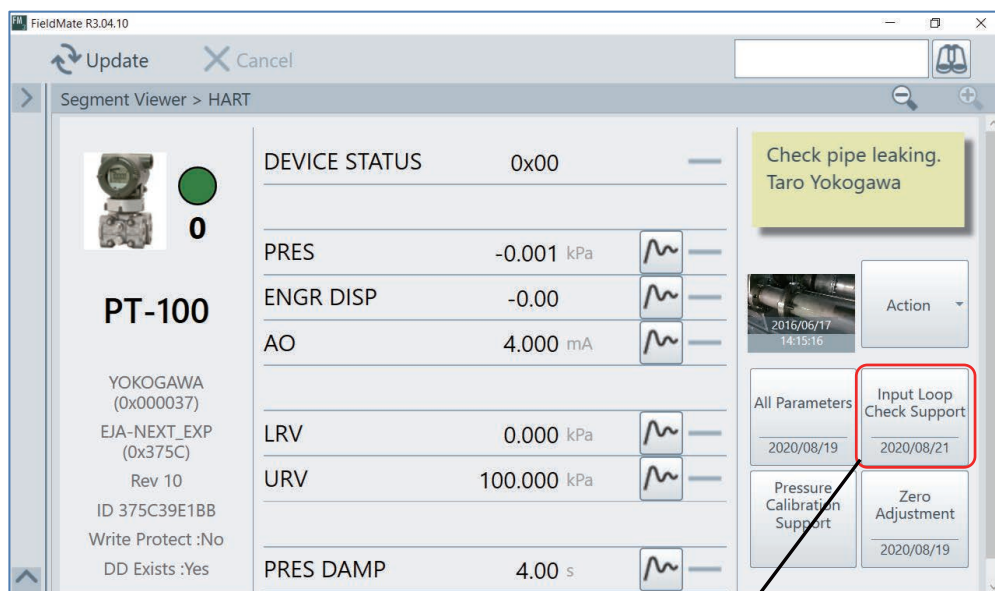 FM FieldMate R3.04.10
Update Cancel
Segment Viewer > HART
0
PT-100
YOKOGAWA
(0x000037)
EJA-NEXT_EXP
(0x375C)
Rev 10
ID 375C39E1BB
Write Protect :No
DD Exists :Yes
DEVICE STATUS 0x00
PRES -0.001 kPa
ENGR DISP -0.00
AO 4.000 mA
LRV 0.000 kPa
URV 100.000 kPa
PRES DAMP 4.00 s
Check pipe leaking.
Taro Yokogawa
2016/06/17
14:15:16
Action
All Parameters
2020/08/19
Input Loop
Check Support
2020/08/21
Pressure
Calibration
Support
Zero
Adjustment
2020/08/19